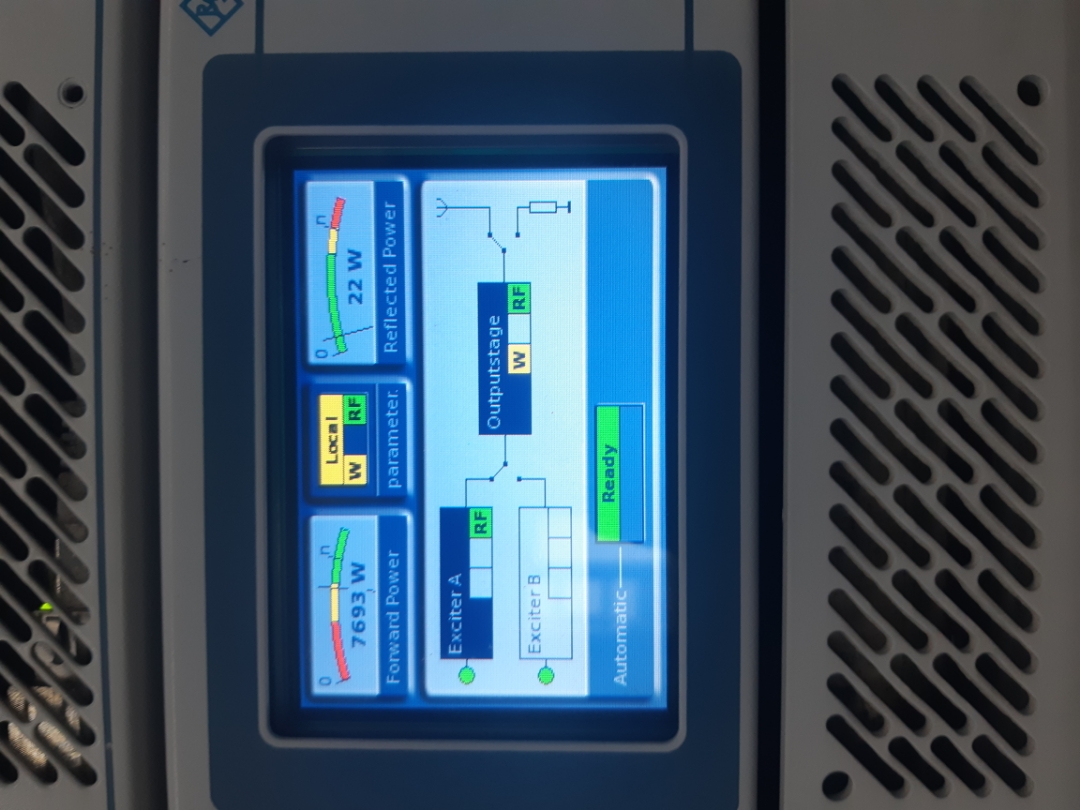 0 n
7693 W
Forward Power
Local
W RF
parameter.
0 n
22 W
Reflected Power
Exciter A
RF
Exciter B
Outputstage
W RF
Automatic
Ready